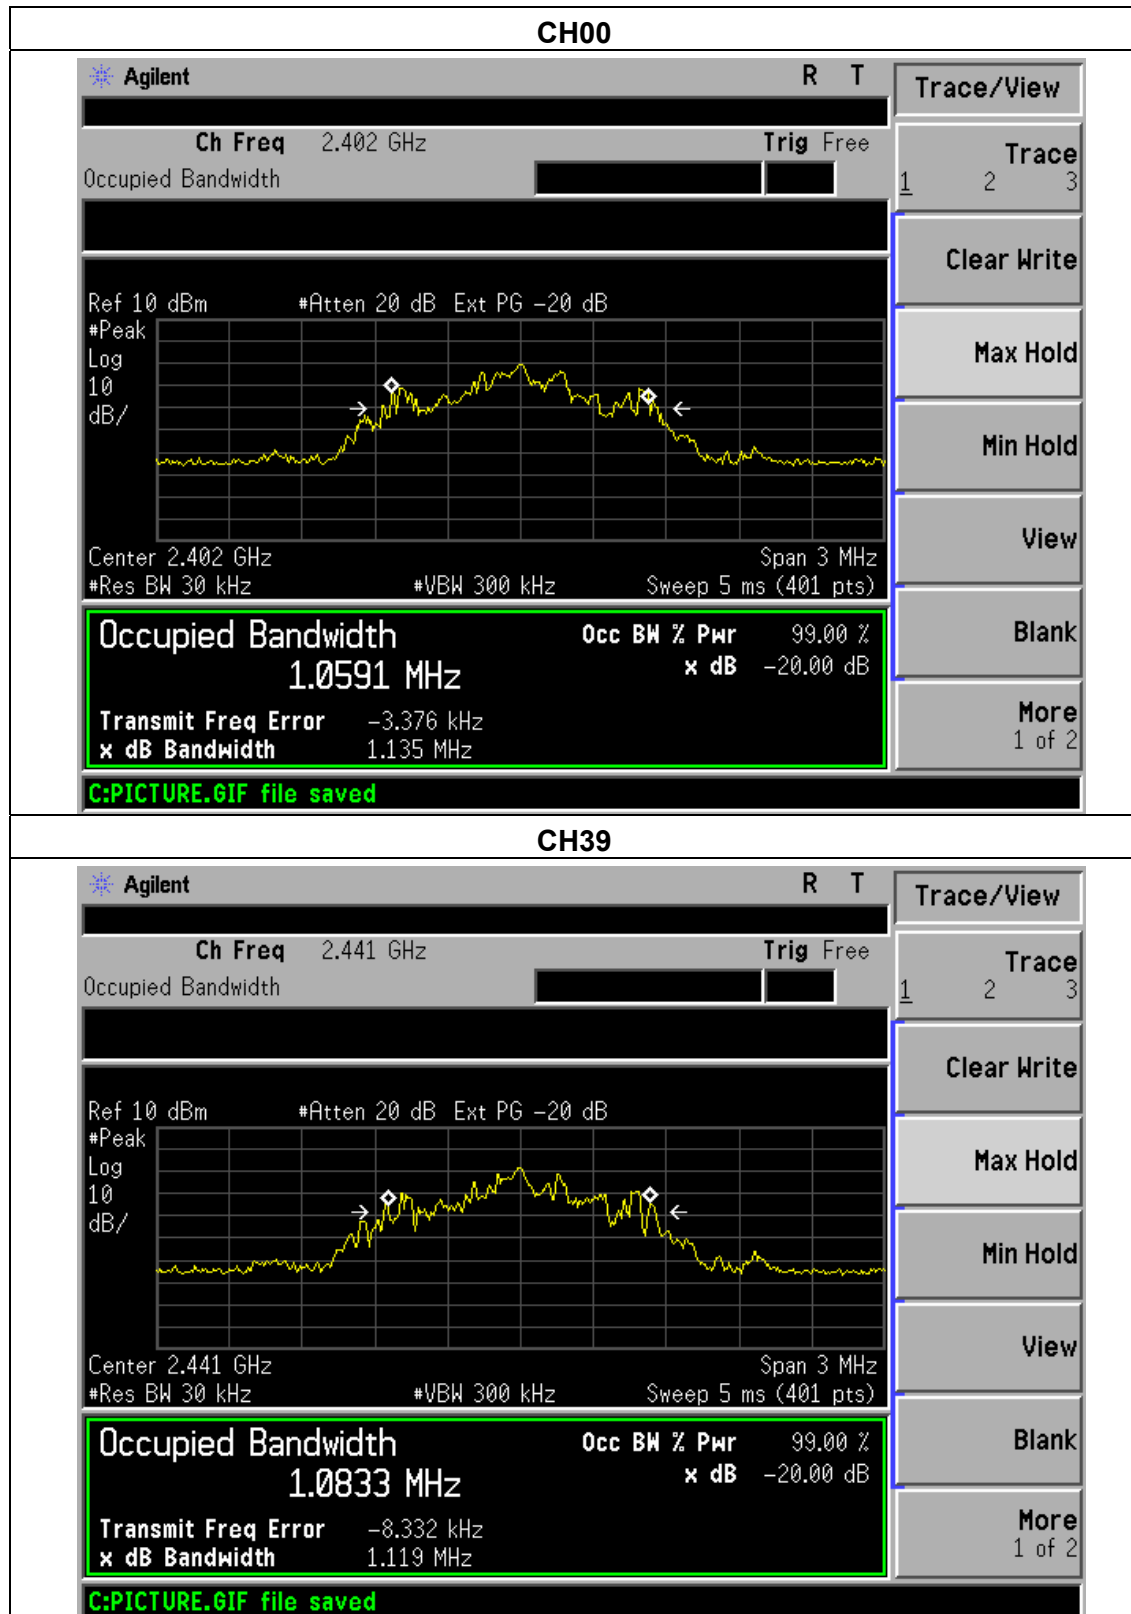 CH00
Agilent R T
Trace/View
Ch Freq 2.402 GHz Trig Free
Occupied Bandwidth
Trace
1 2 3
Clear Write
Ref 10 dBm #Atten 20 dB Ext PG -20 dB
#Peak
Log
10
dB/
Max Hold
Min Hold
View
Center 2.402 GHz Span 3 MHz
#Res BW 30 kHz #VBW 300 kHz Sweep 5 ms (401 pts)
Occupied Bandwidth Occ BW % Pwr 99.00 %
1.0591 MHz x dB -20.00 dB
Blank
Transmit Freq Error -3.376 kHz
x dB Bandwidth 1.135 MHz
More
1 of 2
C:PICTURE.GIF file saved
CH39
Agilent R T
Trace/View
Ch Freq 2.441 GHz Trig Free
Occupied Bandwidth
Trace
1 2 3
Clear Write
Ref 10 dBm #Atten 20 dB Ext PG -20 dB
#Peak
Log
10
dB/
Max Hold
Min Hold
View
Center 2.441 GHz Span 3 MHz
#Res BW 30 kHz #VBW 300 kHz Sweep 5 ms (401 pts)
Occupied Bandwidth Occ BW % Pwr 99.00 %
1.0833 MHz x dB -20.00 dB
Blank
Transmit Freq Error -8.332 kHz
x dB Bandwidth 1.119 MHz
More
1 of 2
C:PICTURE.GIF file saved